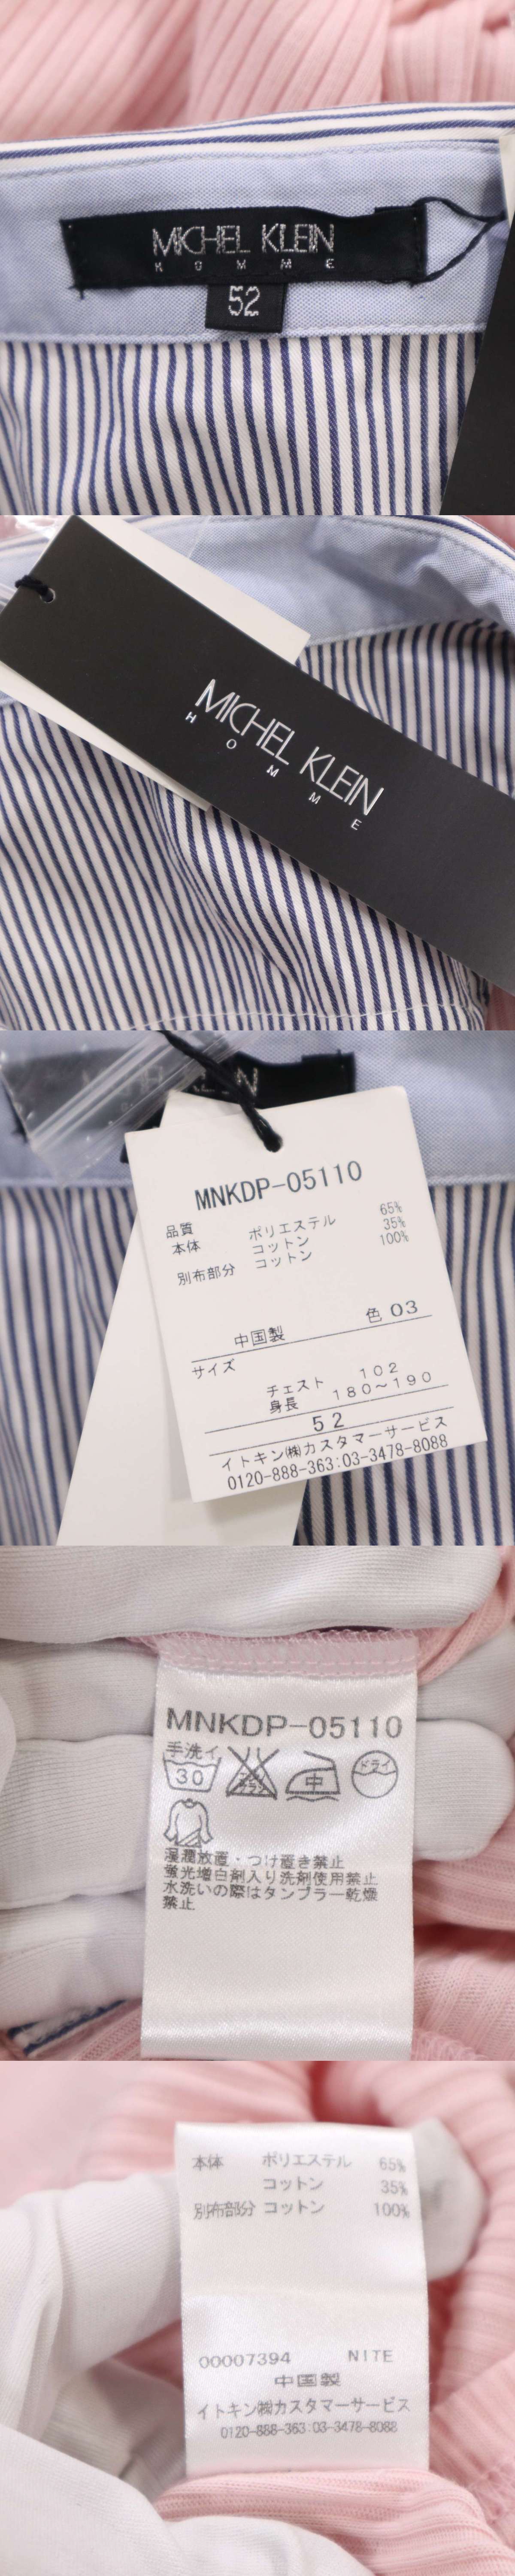 MICHEL KLEIN
HOMME
52
MICHEL KLEIN
HOMME
MNKDP-05110
品質
本体 ポリエステル 65%
コットン 35%
別布部分 コットン 100%
中国製 色 03
サイズ
チェスト 102
身長 180〜190
52
イトキン㈱カスタマーサービス
0120-888-363:03-3478-8088
MNKDP-05110
手洗イ
30
エンソ
サラシ
中
ドライ
湿潤放置・つけ置き禁止
蛍光増白剤入り洗剤使用禁止
水洗いの際はタンブラー乾燥
禁止
本体 ポリエステル 65%
コットン 35%
別布部分 コットン 100%
00007394 NITE
中国製
イトキン㈱カスタマーサービス
0120-888-363:03-3478-8088